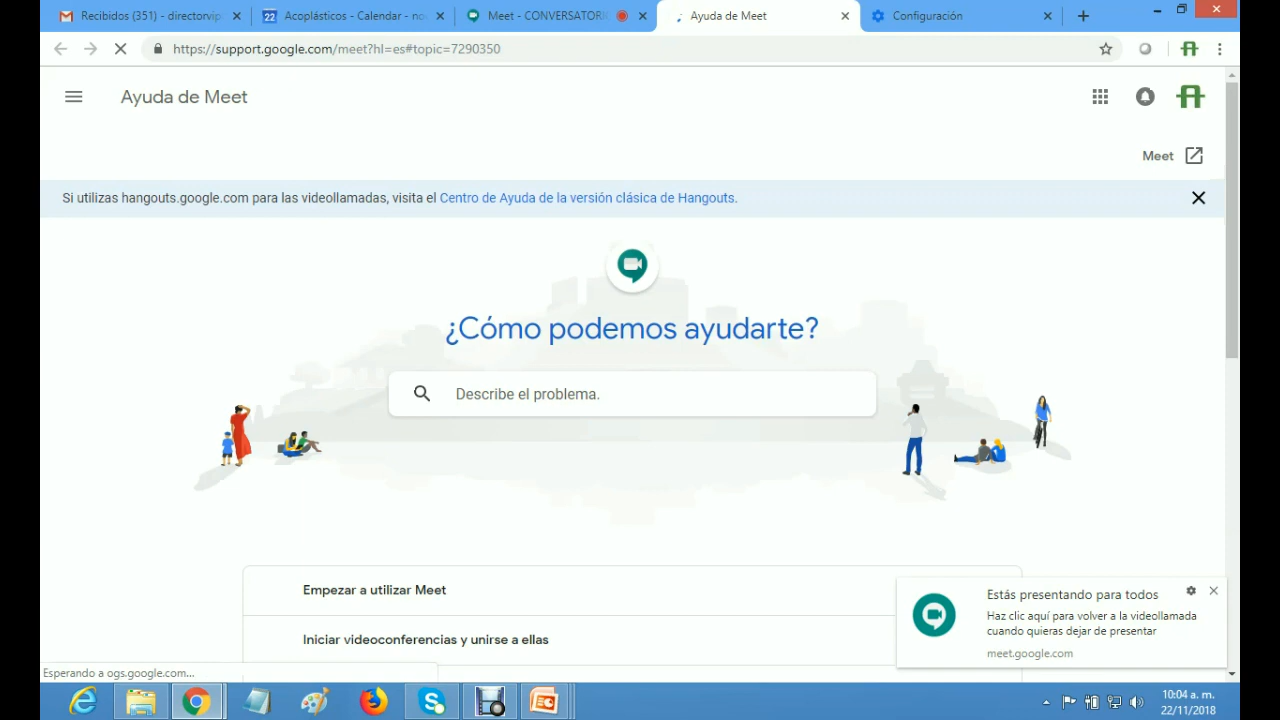 Recibidos (351) - directorvip
22 Acoplásticos - Calendar - no
Meet - CONVERSATORI
Ayuda de Meet
Configuración
https://support.google.com/meet?hl=es#topic=7290350
Ayuda de Meet
Meet
Si utilizas hangouts.google.com para las videollamadas, visita el Centro de Ayuda de la versión clásica de Hangouts.
¿Cómo podemos ayudarte?
Describe el problema.
Empezar a utilizar Meet
Iniciar videoconferencias y unirse a ellas
Estás presentando para todos
Haz clic aquí para volver a la videollamada
cuando quieras dejar de presentar
meet.google.com
Esperando a ogs.google.com...
10:04 a. m.
22/11/2018